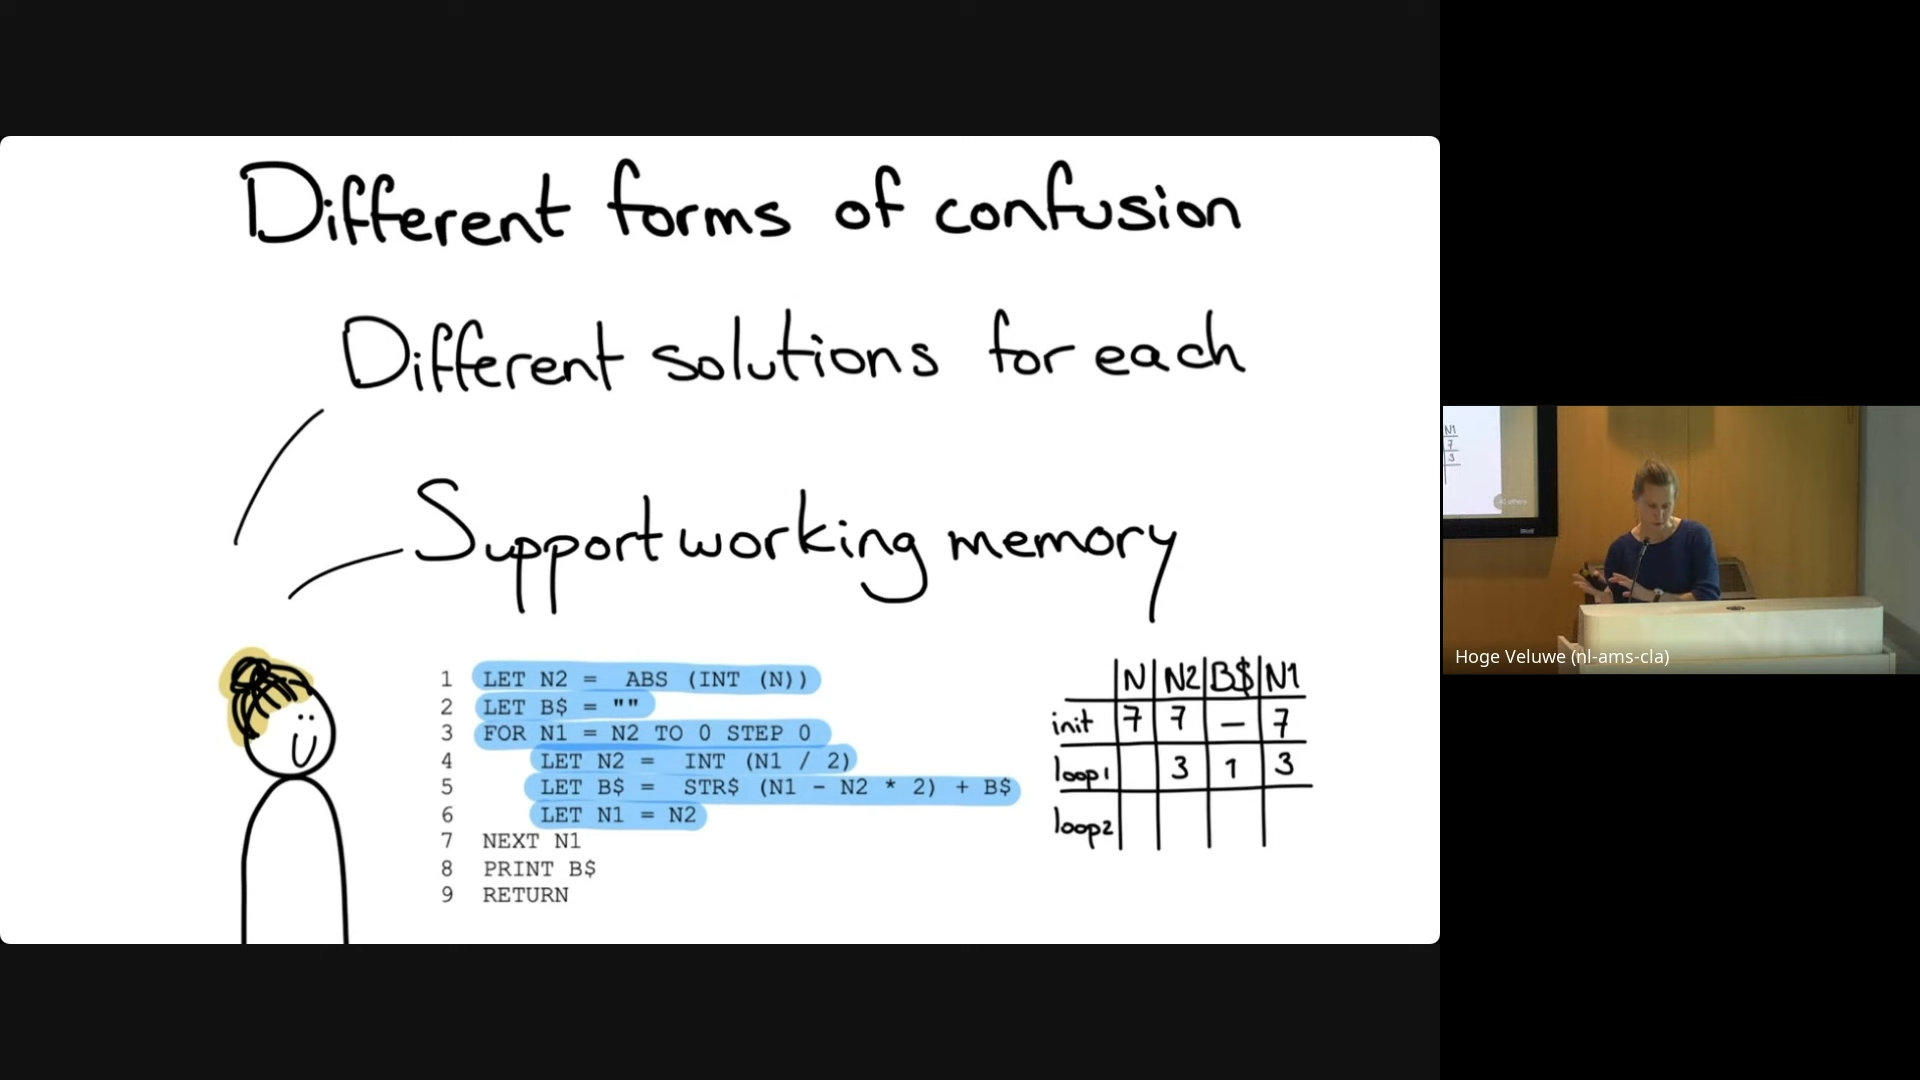 Different forms of confusion
Different solutions for each
Support working memory
1 LET N2 = ABS (INT (N))
2 LET B$ = ""
3 FOR N1 = N2 TO 0 STEP 0
4 LET N2 = INT (N1 / 2)
5 LET B$ = STR$ (N1 - N2 * 2) + B$
6 LET N1 = N2
7 NEXT N1
8 PRINT B$
9 RETURN
N N2 B$ N1
init 7 7 – 7
loop1 3 1 3
loop2
N1
7
3
Hoge Veluwe (nl-ams-cla)